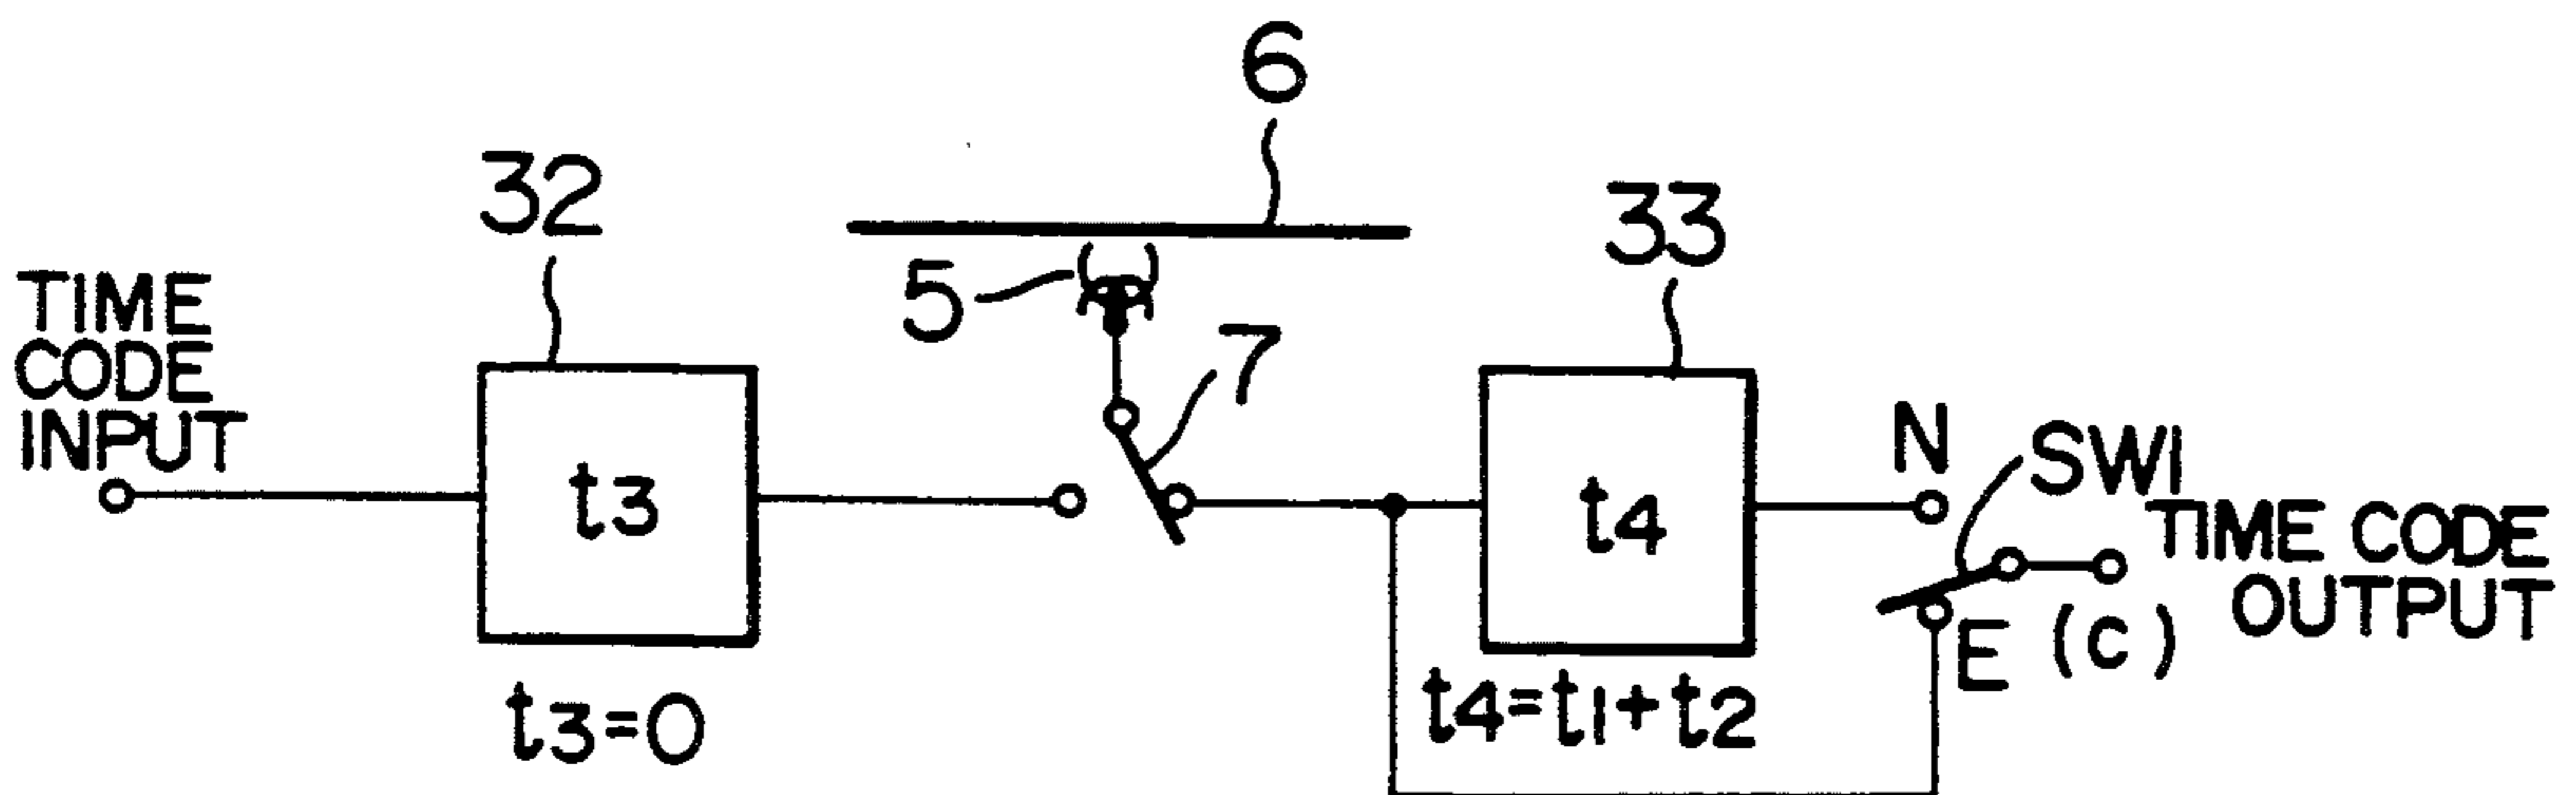 6
32
33
5
7
TIME
CODE
INPUT
t3
t4
N
SW1
TIME CODE
OUTPUT
E
(C)
t3=0
t4=t1+t2